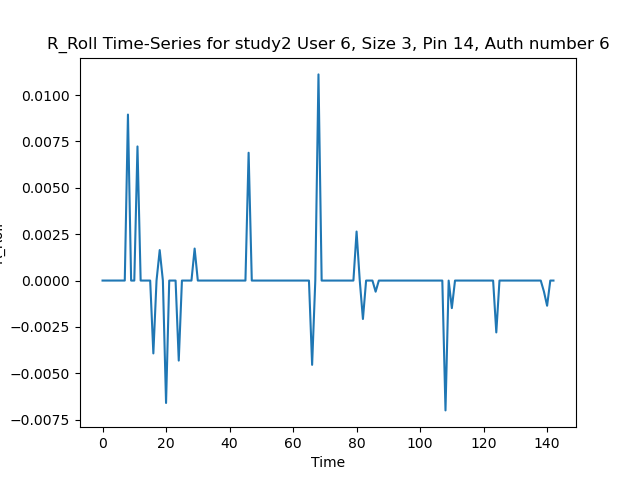 R_Roll Time-Series for study2 User 6, Size 3, Pin 14, Auth number 6
0.0100
0.0075
0.0050
0.0025
0.0000
−0.0025
−0.0050
−0.0075
R_Roll
0 20 40 60 80 100 120 140
Time